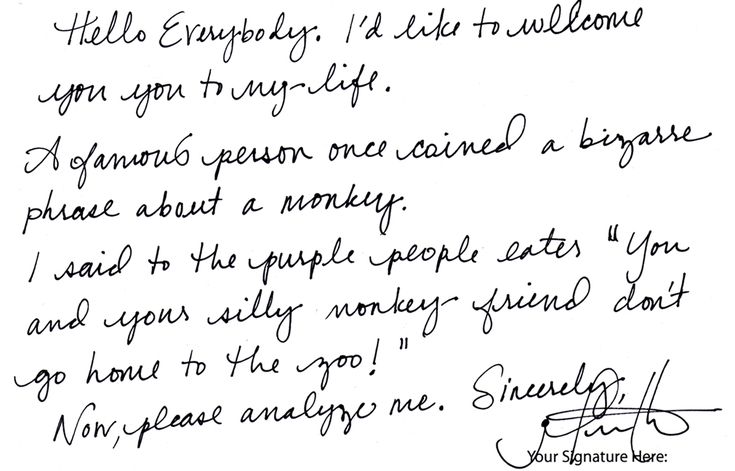 Hello Everybody. I'd like to wellcome
you you to my life.
A famous person once coined a bizarre
phrase about a monkey.
I said to the purple people eater "You
and your silly monkey friend don't
go home to the zoo!"
Now, please analyze me. Sincerely,
Your Signature Here: